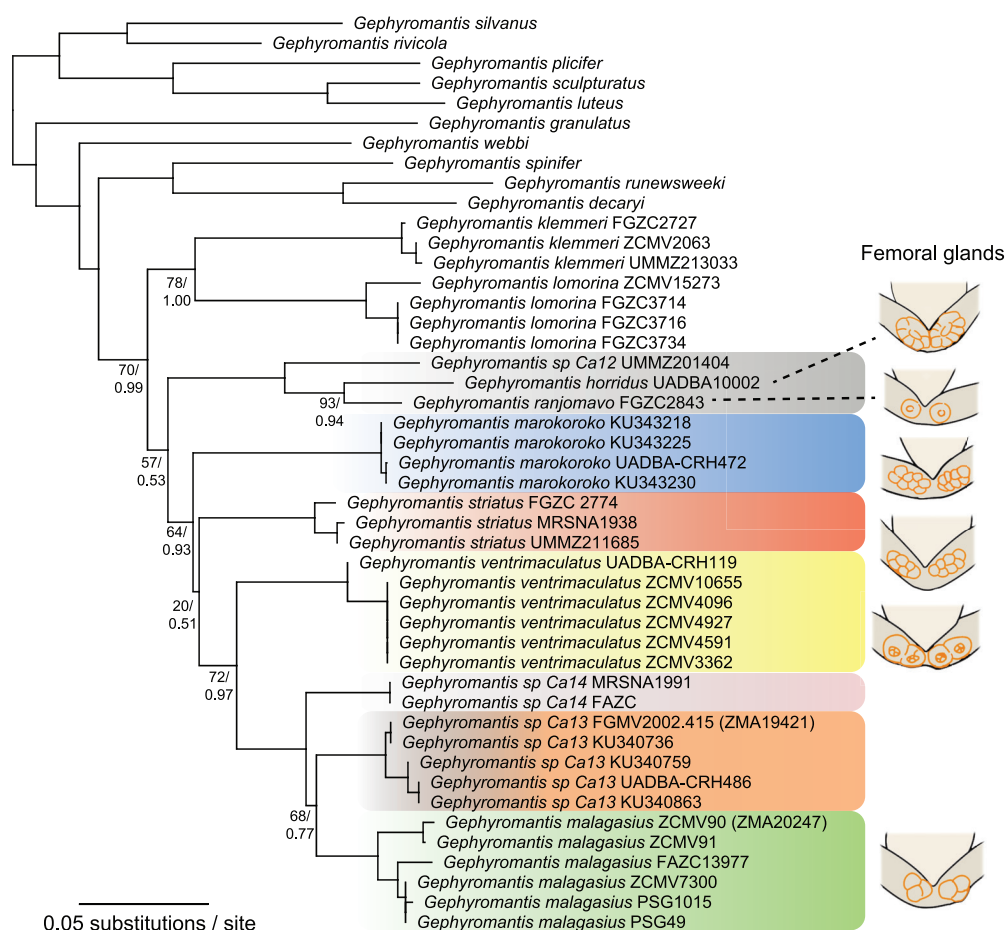 Gephyromantis silvanus
Gephyromantis rivicola
Gephyromantis plicifer
Gephyromantis sculpturatus
Gephyromantis luteus
Gephyromantis granulatus
Gephyromantis webbi
Gephyromantis spinifer
Gephyromantis runewsweeki
Gephyromantis decaryi
Gephyromantis klemmeri FGZC2727
Gephyromantis klemmeri ZCMV2063
Gephyromantis klemmeri UMMZ213033
Gephyromantis lomorina ZCMV15273
Gephyromantis lomorina FGZC3714
Gephyromantis lomorina FGZC3716
Gephyromantis lomorina FGZC3734
Gephyromantis sp Ca12 UMMZ201404
Gephyromantis horridus UADBA10002
Gephyromantis ranjomavo FGZC2843
Gephyromantis marokoroko KU343218
Gephyromantis marokoroko KU343225
Gephyromantis marokoroko UADBA-CRH472
Gephyromantis marokoroko KU343230
Gephyromantis striatus FGZC 2774
Gephyromantis striatus MRSNA1938
Gephyromantis striatus UMMZ211685
Gephyromantis ventrimaculatus UADBA-CRH119
Gephyromantis ventrimaculatus ZCMV10655
Gephyromantis ventrimaculatus ZCMV4096
Gephyromantis ventrimaculatus ZCMV4927
Gephyromantis ventrimaculatus ZCMV4591
Gephyromantis ventrimaculatus ZCMV3362
Gephyromantis sp Ca14 MRSNA1991
Gephyromantis sp Ca14 FAZC
Gephyromantis sp Ca13 FGMV2002.415 (ZMA19421)
Gephyromantis sp Ca13 KU340736
Gephyromantis sp Ca13 KU340759
Gephyromantis sp Ca13 UADBA-CRH486
Gephyromantis sp Ca13 KU340863
Gephyromantis malagasius ZCMV90 (ZMA20247)
Gephyromantis malagasius ZCMV91
Gephyromantis malagasius FAZC13977
Gephyromantis malagasius ZCMV7300
Gephyromantis malagasius PSG1015
Gephyromantis malagasius PSG49
78/
1.00
70/
0.99
93/
0.94
57/
0.53
64/
0.93
20/
0.51
72/
0.97
68/
0.77
Femoral glands
0.05 substitutions / site